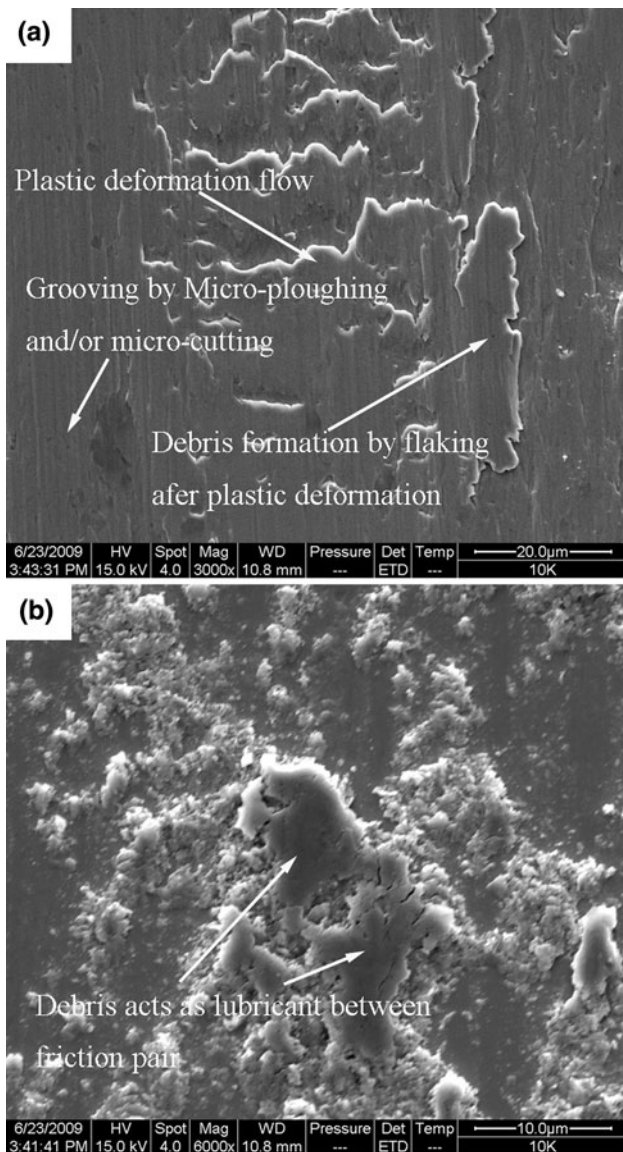 (a)
Plastic deformation flow
Grooving by Micro-ploughing
and/or micro-cutting
Debris formation by flaking
afer plastic deformation
6/23/2009 HV Spot Mag WD Pressure Det Temp 20.0µm
3:43:31 PM 15.0 kV 4.0 3000x 10.8 mm --- ETD --- 10K
(b)
Debris acts as lubricant between
friction pair
6/23/2009 HV Spot Mag WD Pressure Det Temp 10.0µm
3:41:41 PM 15.0 kV 4.0 6000x 10.8 mm --- ETD --- 10K